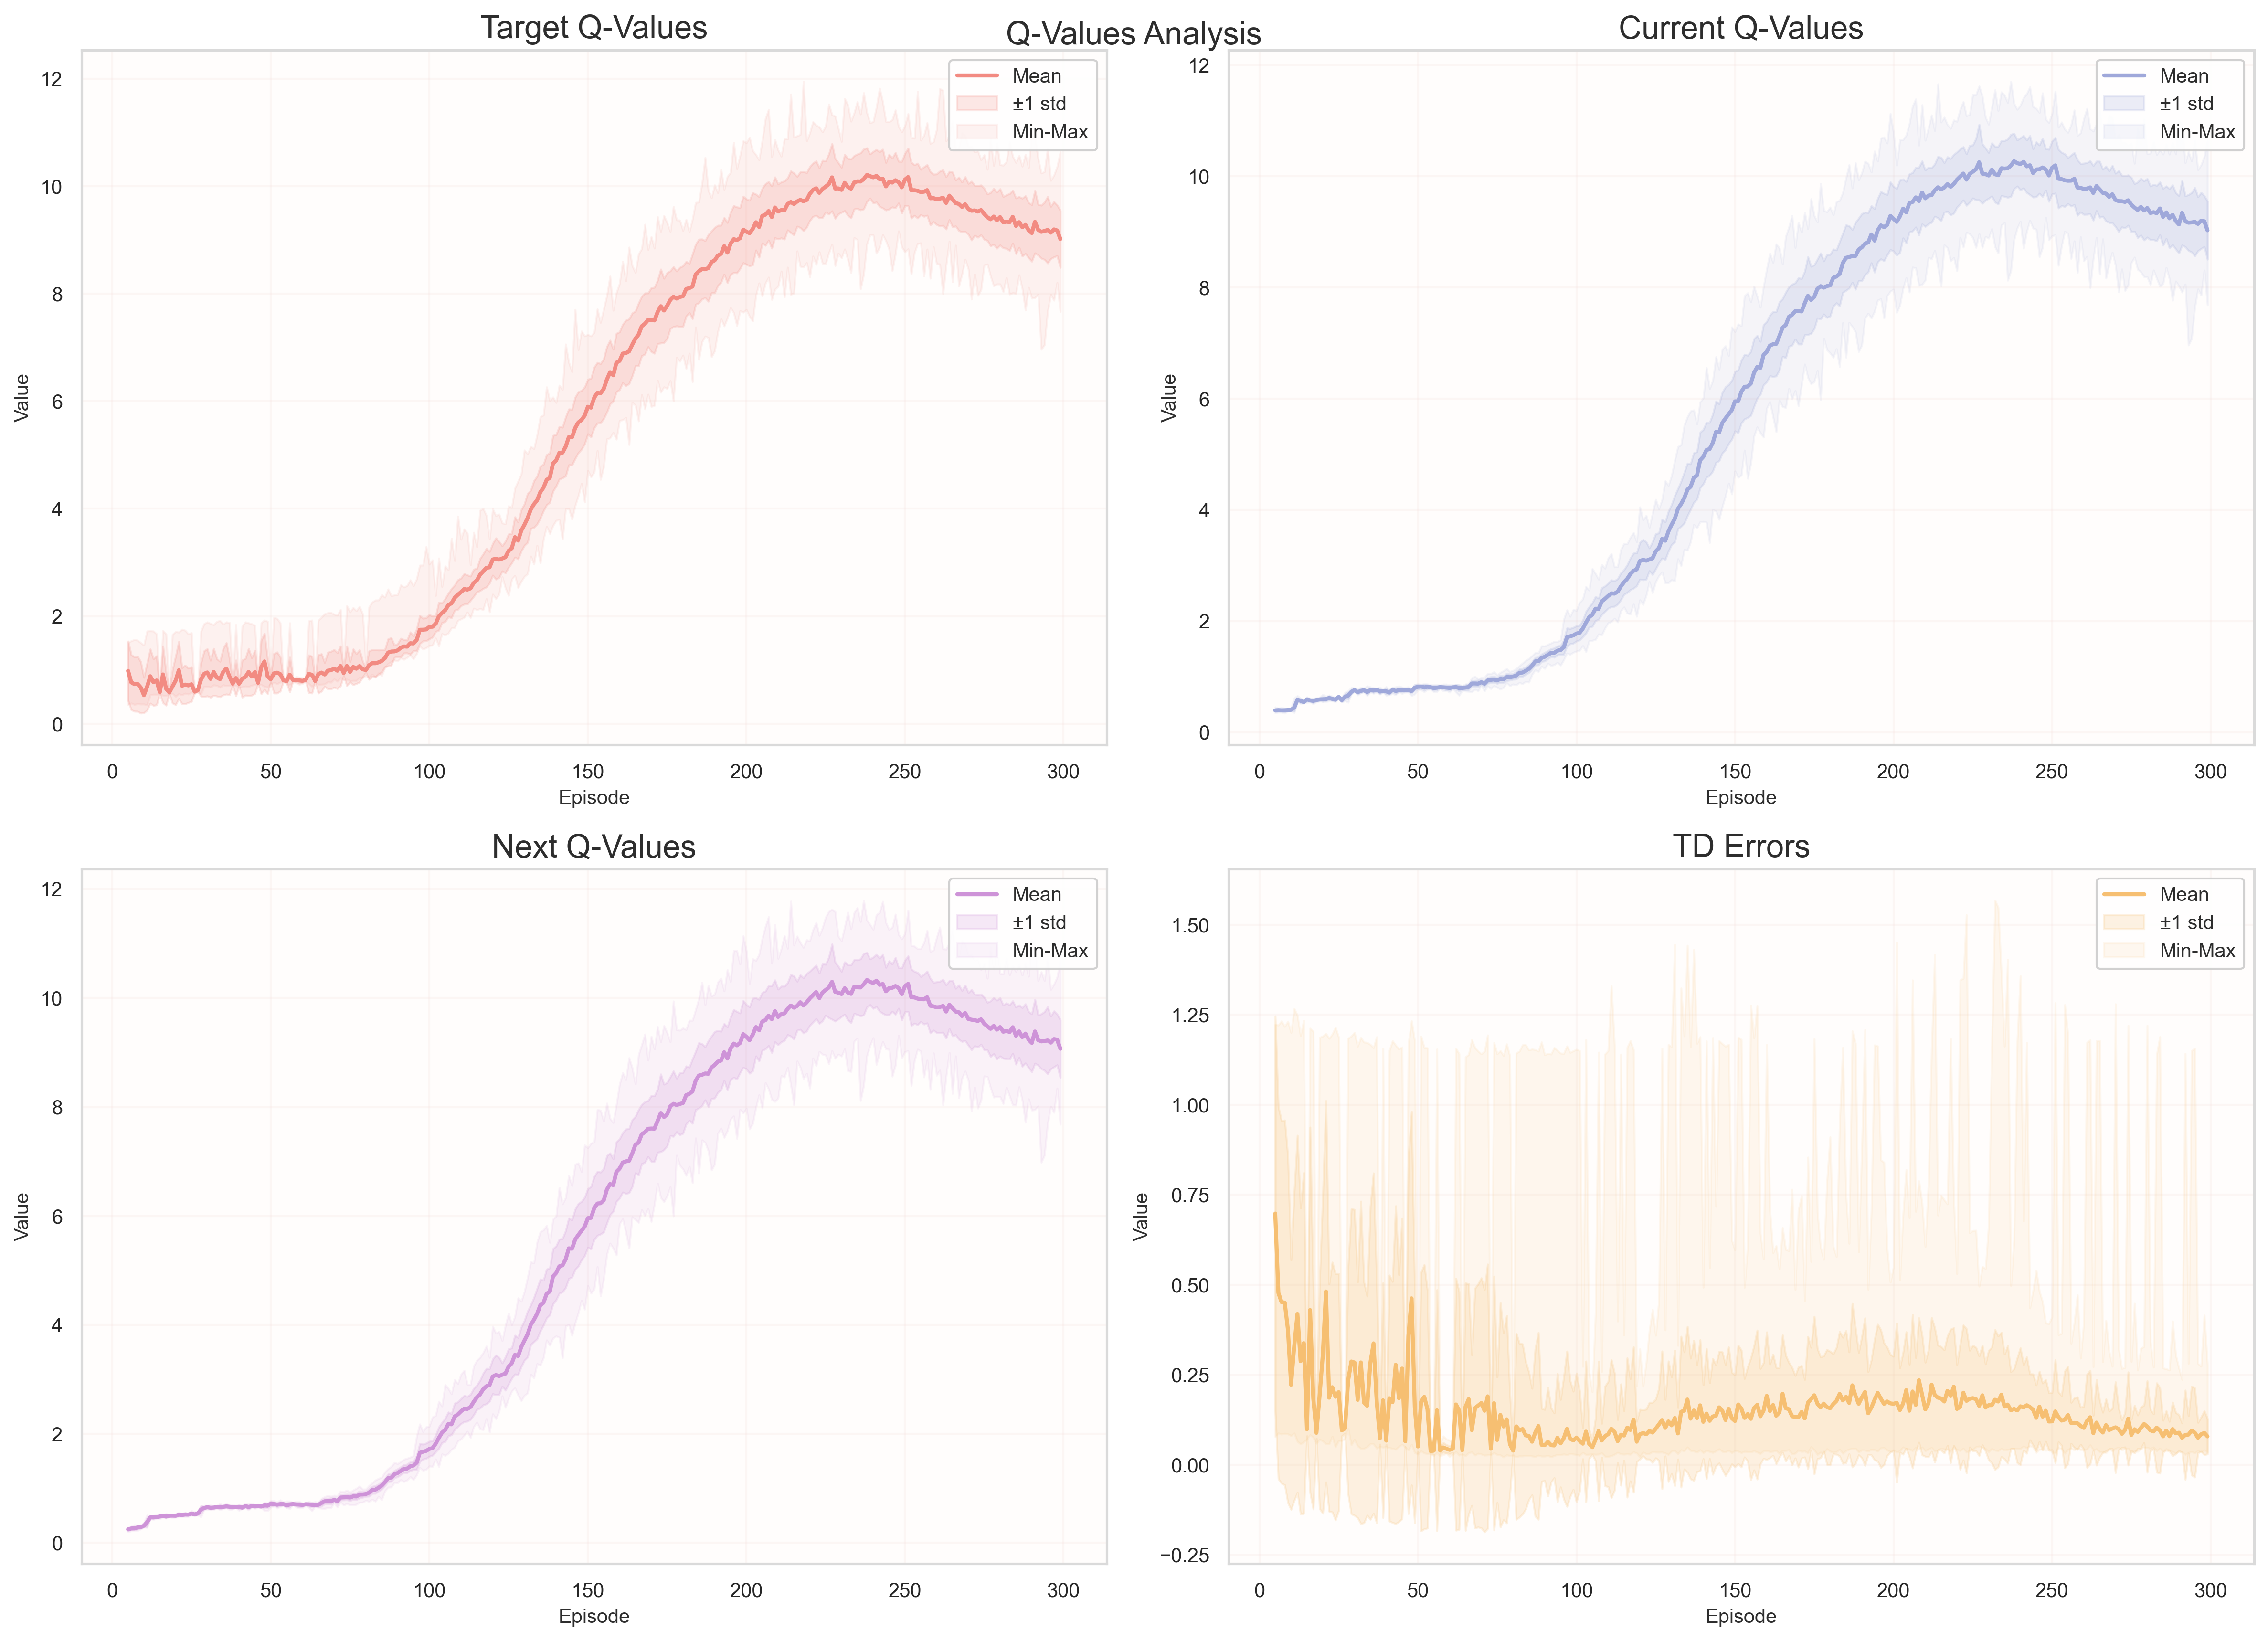 Q-Values Analysis
Target Q-Values
12
10
8
6
4
2
0
Value
0 50 100 150 200 250 300
Episode
Mean
±1 std
Min-Max
Current Q-Values
12
10
8
6
4
2
0
Value
0 50 100 150 200 250 300
Episode
Mean
±1 std
Min-Max
Next Q-Values
12
10
8
6
4
2
0
Value
0 50 100 150 200 250 300
Episode
Mean
±1 std
Min-Max
TD Errors
1.50
1.25
1.00
0.75
0.50
0.25
0.00
−0.25
Value
0 50 100 150 200 250 300
Episode
Mean
±1 std
Min-Max